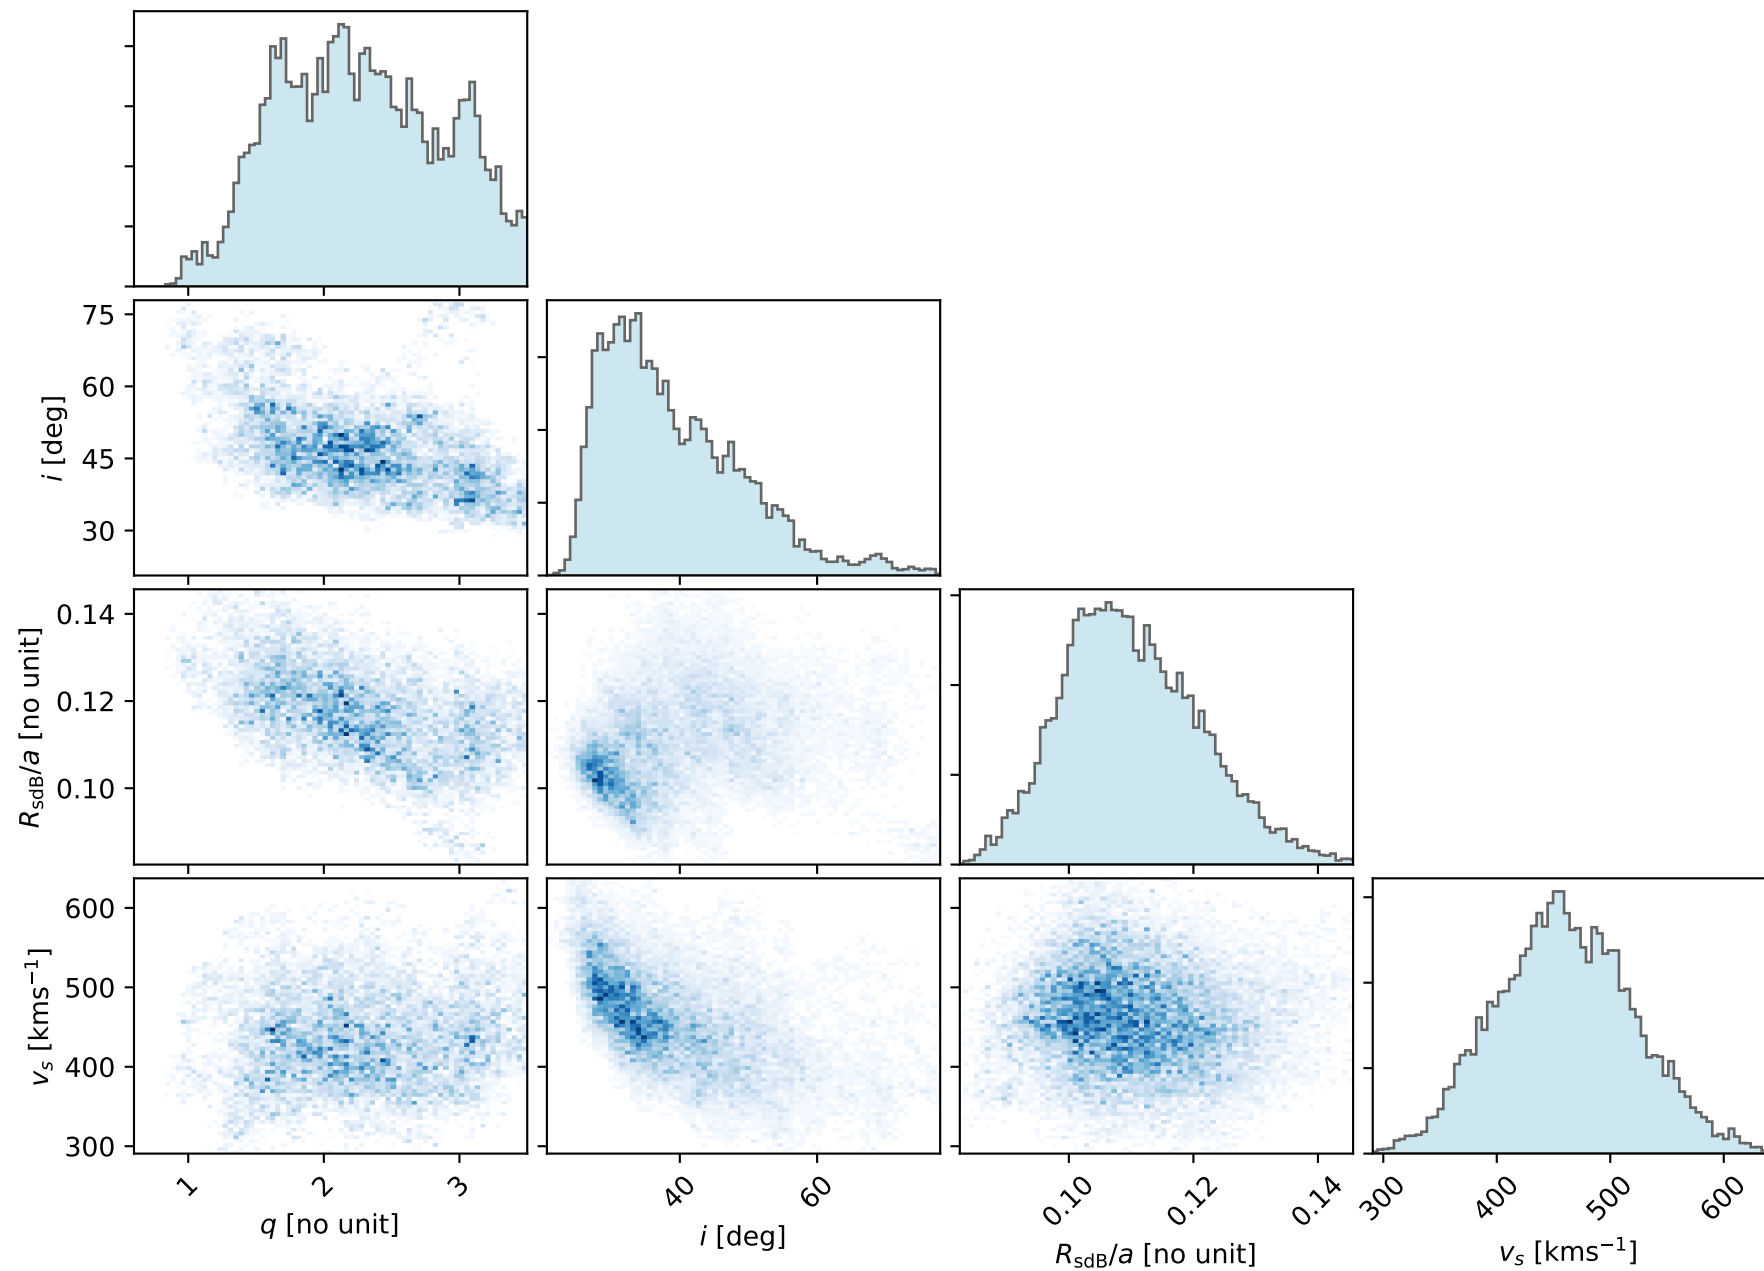 75
60
45
30
i [deg]
0.14
0.12
0.10
R_sdB/a [no unit]
600
500
400
300
v_s [kms⁻¹]
1 2 3
q [no unit]
40 60
i [deg]
0.10 0.12 0.14
R_sdB/a [no unit]
300 400 500 600
v_s [kms⁻¹]